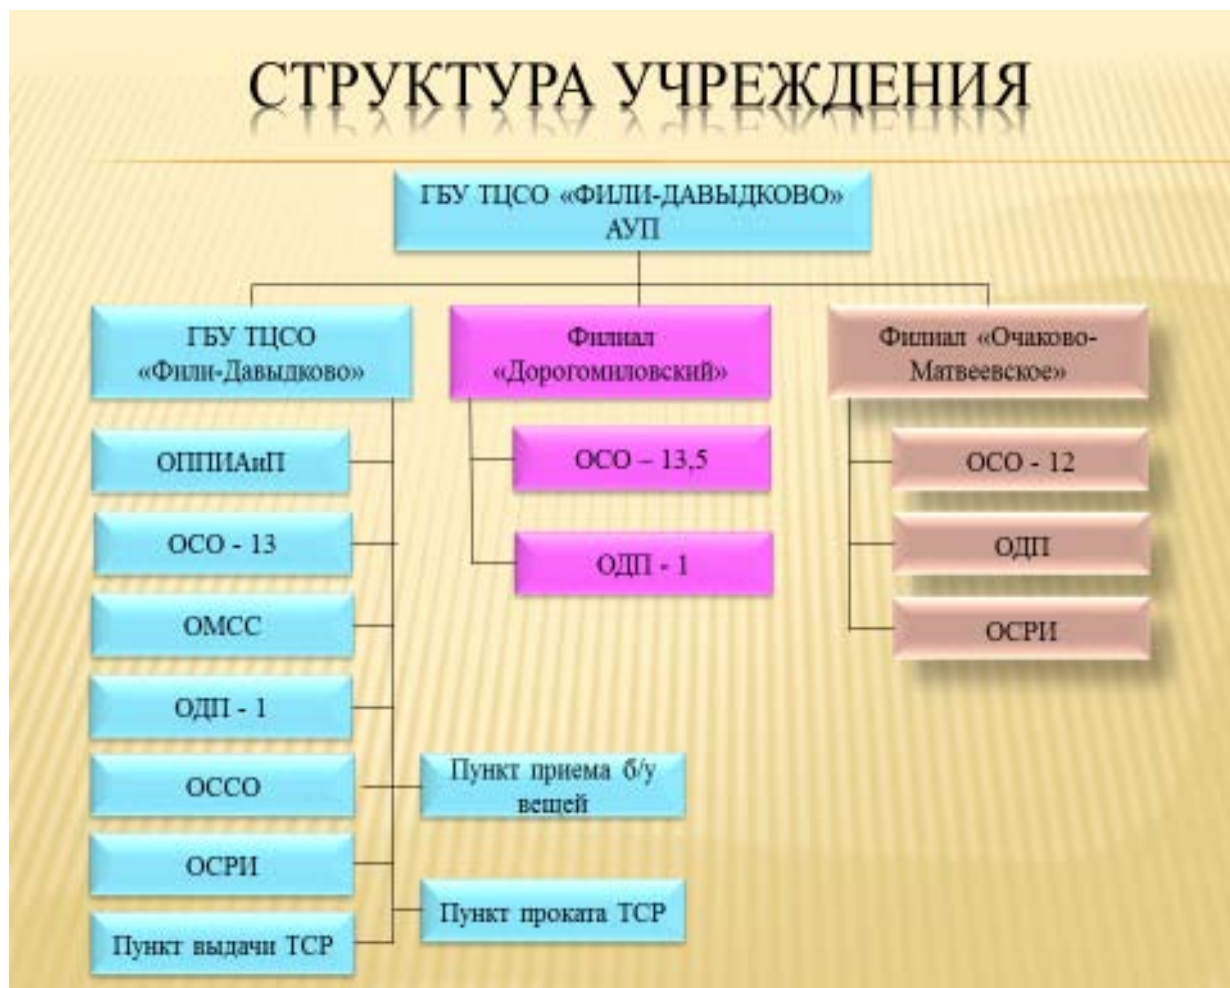 СТРУКТУРА УЧРЕЖДЕНИЯ
ГБУ ТЦСО «ФИЛИ-ДАВЫДКОВО»
АУП
ГБУ ТЦСО
«Фили-Давыдково»
Филиал
«Дорогомиловский»
Филиал «Очаково-
Матвеевское»
ОППИАиП
ОСО - 13
ОМСС
ОДП - 1
ОССО
ОСРИ
Пункт выдачи ТСР
Пункт приема б/у
вещей
Пункт проката ТСР
ОСО – 13,5
ОДП - 1
ОСО - 12
ОДП
ОСРИ